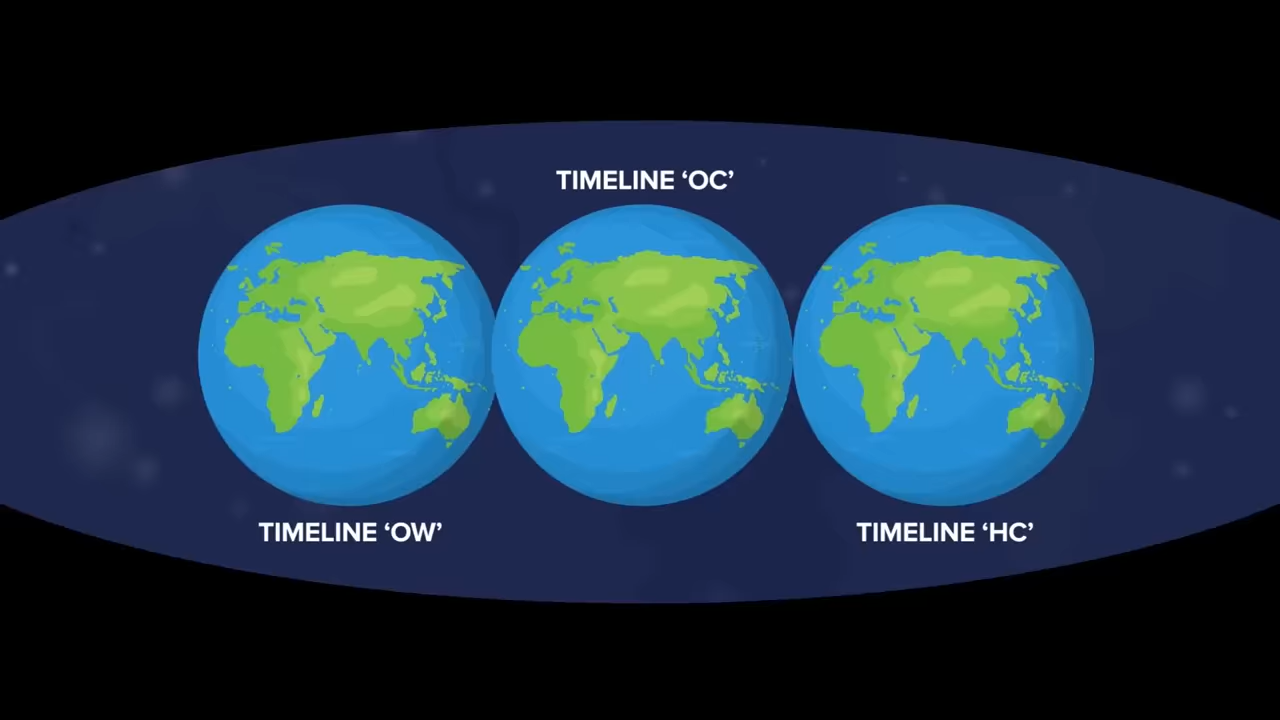 TIMELINE ‘OC’
TIMELINE ‘OW’
TIMELINE ‘HC’